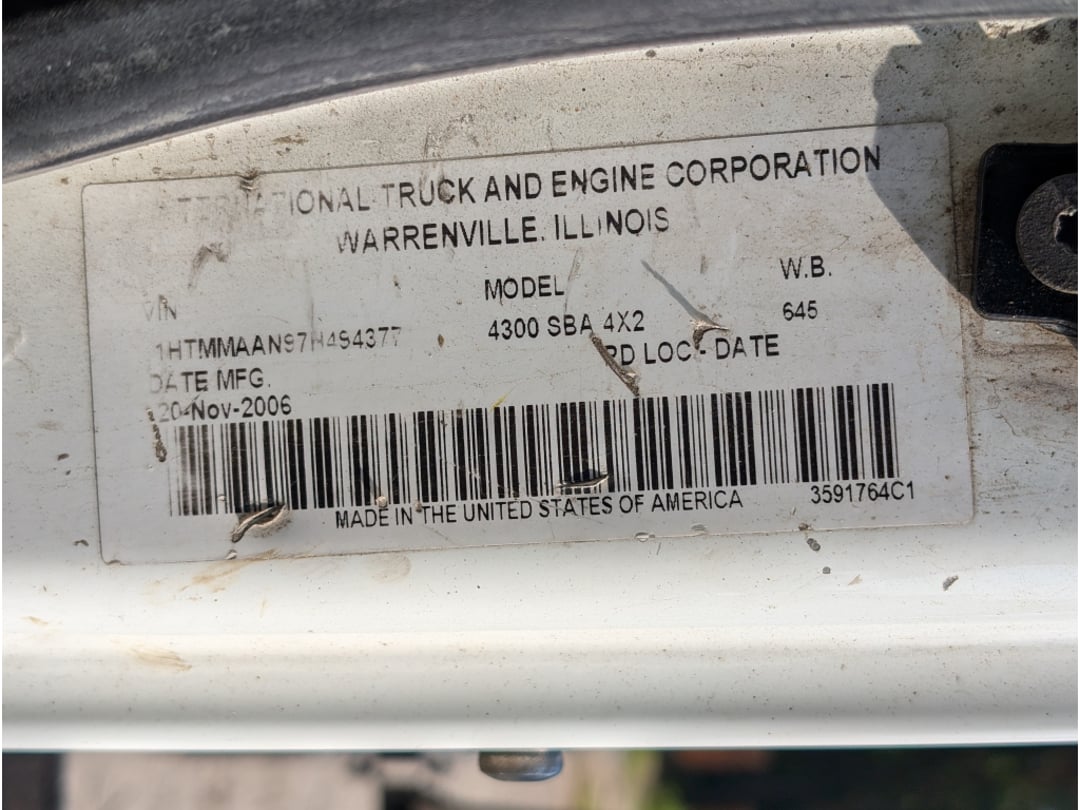 INTERNATIONAL TRUCK AND ENGINE CORPORATION
WARRENVILLE, ILLINOIS
VIN MODEL W.B.
1HTMMAAN97H494377 4300 SBA 4X2 645
DATE MFG. RD LOC - DATE
20-Nov-2006
MADE IN THE UNITED STATES OF AMERICA 3591764C1